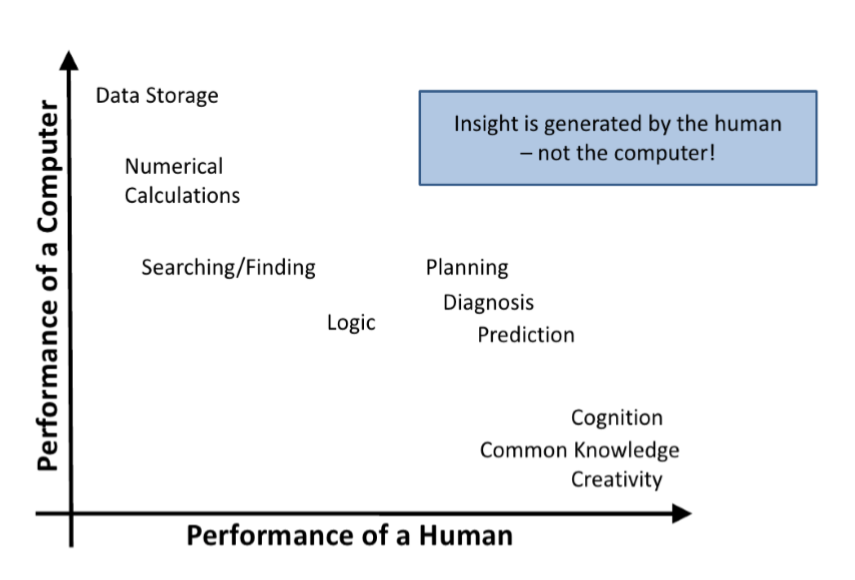 Performance of a Computer
Data Storage
Insight is generated by the human
– not the computer!
Numerical
Calculations
Searching/Finding
Planning
Diagnosis
Logic
Prediction
Cognition
Common Knowledge
Creativity
Performance of a Human